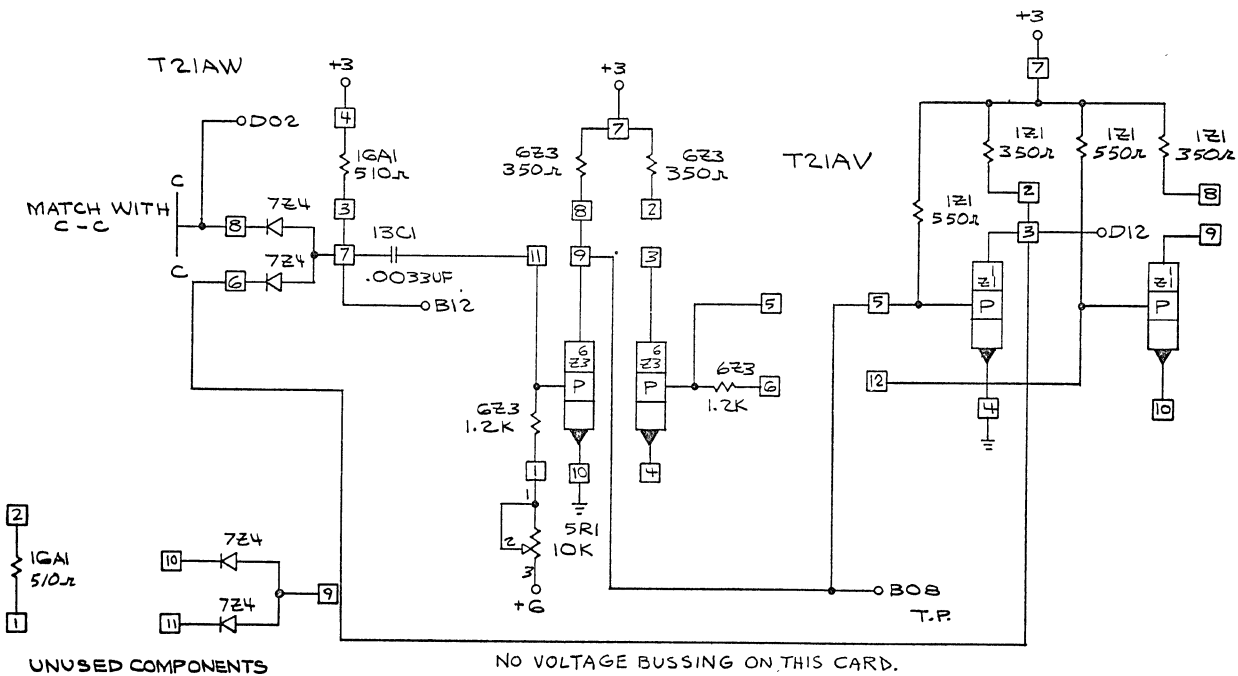 T21AW
+3
4
16A1
510Ω
3
D02
C
MATCH WITH
C-C
C
8
7Z4
6
7Z4
7
13C1
.0033UF
B12
+3
7
6Z3
350Ω
6Z3
350Ω
8
2
11
9
3
5
6
Z3
P
6
Z3
P
6Z3
1.2K
6
6Z3
1.2K
1
10
4
1
2
3
5R1
10K
+6
T21AV
+3
7
1Z1
350Ω
1Z1
550Ω
1Z1
350Ω
1Z1
550Ω
2
8
3
D12
9
1
Z1
P
1
Z1
P
5
12
4
10
B08
T.P.
2
16A1
510Ω
1
10
7Z4
11
7Z4
9
UNUSED COMPONENTS
NO VOLTAGE BUSSING ON THIS CARD.